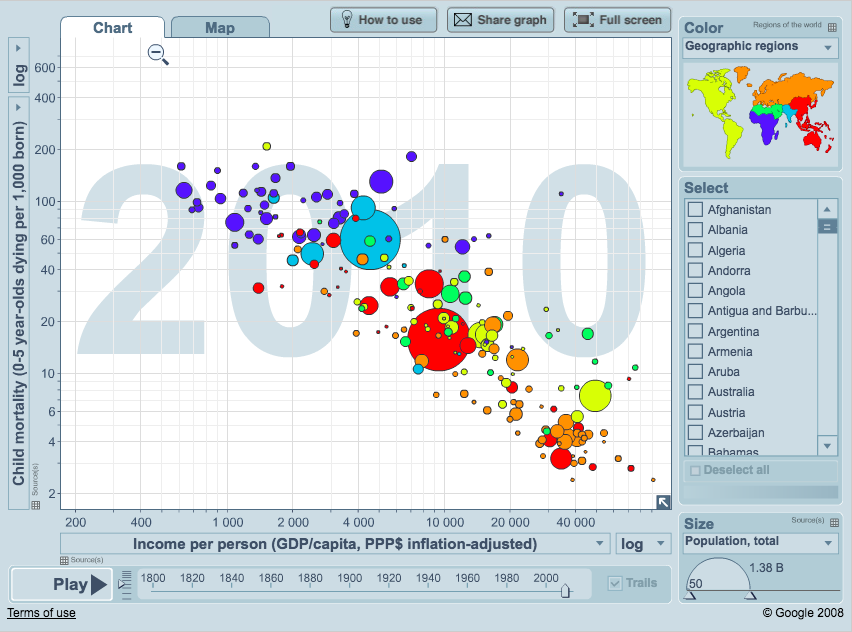 Chart
Map
How to use
Share graph
Full screen
Color
Regions of the world
Geographic regions
log
Child mortality (0-5 year-olds dying per 1,000 born)
Source(s)
600
400
200
100
60
40
20
10
6
4
2
2010
200
400
1 000
2 000
4 000
10 000
20 000
40 000
Income per person (GDP/capita, PPP$ inflation-adjusted)
log
Source(s)
Select
Afghanistan
Albania
Algeria
Andorra
Angola
Antigua and Barbu...
Argentina
Armenia
Aruba
Australia
Austria
Azerbaijan
Bahamas
Deselect all
Size
Source(s)
Population, total
1.38 B
50
Play
1800
1820
1840
1860
1880
1900
1920
1940
1960
1980
2000
Trails
Terms of use
© Google 2008